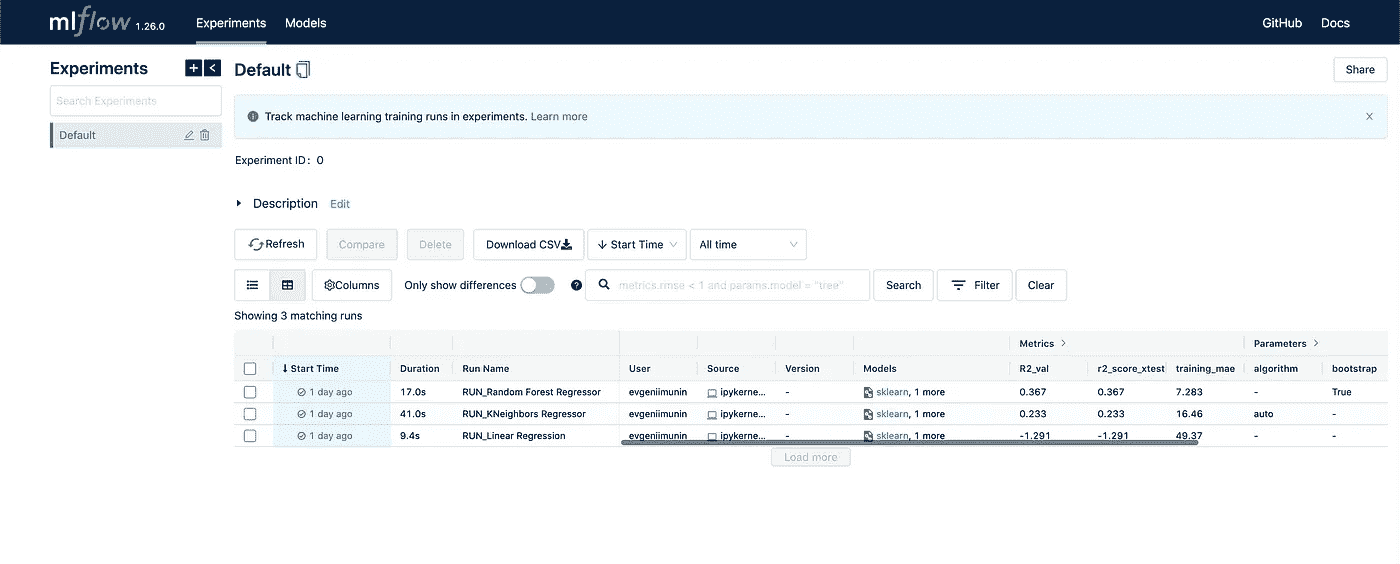 mlflow 1.26.0 Experiments Models GitHub Docs
Experiments + < Default Share
Search Experiments
Track machine learning training runs in experiments. Learn more
Default
Experiment ID: 0
Description Edit
Refresh Compare Delete Download CSV ↓ Start Time All time
Columns Only show differences ? metrics.rmse < 1 and params.model = "tree" Search Filter Clear
Showing 3 matching runs
Metrics > Parameters >
↓ Start Time Duration Run Name User Source Version Models R2_val r2_score_xtest training_mae algorithm bootstrap
1 day ago 17.0s RUN_Random Forest Regressor evgeniimunin ipykerne... - sklearn, 1 more 0.367 0.367 7.283 - True
1 day ago 41.0s RUN_KNeighbors Regressor evgeniimunin ipykerne... - sklearn, 1 more 0.233 0.233 16.46 auto -
1 day ago 9.4s RUN_Linear Regression evgeniimunin ipykerne... - sklearn, 1 more -1.291 -1.291 49.37 - -
Load more